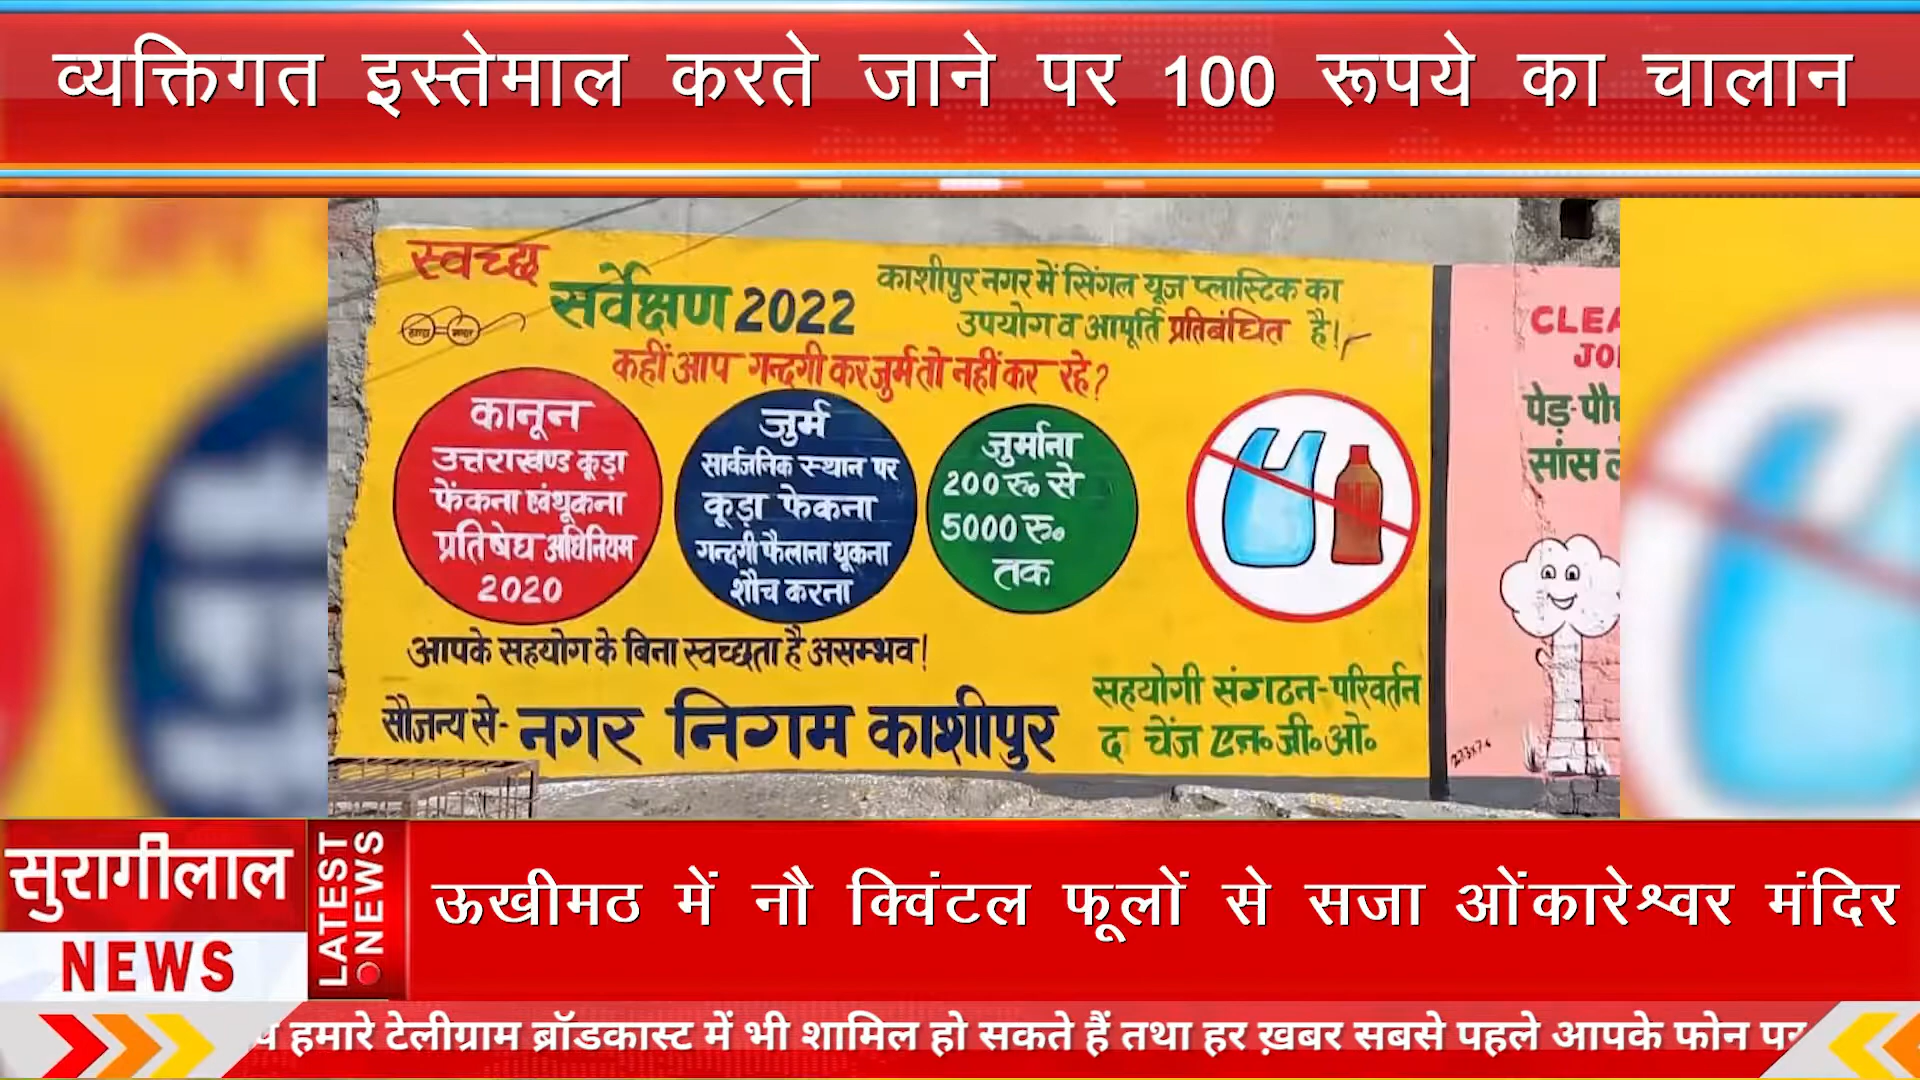 व्यक्तिगत इस्तेमाल करते जाने पर 100 रूपये का चालान
स्वच्छ
सर्वेक्षण 2022
काशीपुर नगर में सिंगल यूज प्लास्टिक का
उपयोग व आपूर्ति प्रतिबंधित है।
कहीं आप गन्दगी कर जुर्म तो नहीं कर रहे?
कानून
उत्तराखण्ड कूड़ा
फेंकना एवं थूकना
प्रतिषेध अधिनियम
2020
जुर्म
सार्वजनिक स्थान पर
कूड़ा फेकना
गन्दगी फैलाना थूकना
शौच करना
जुर्माना
200 रु० से
5000 रु०
तक
आपके सहयोग के बिना स्वच्छता है असम्भव!
सौजन्य से- नगर निगम काशीपुर
सहयोगी संगठन-परिवर्तन
द चेंज एन०जी०ओ०
पेड़-पौ
सांस
सुरागीलाल
NEWS
LATEST
NEWS
ऊखीमठ में नौ क्विंटल फूलों से सजा ओंकारेश्वर मंदिर
हमारे टेलीग्राम ब्रॉडकास्ट में भी शामिल हो सकते हैं तथा हर ख़बर सबसे पहले आपके फोन